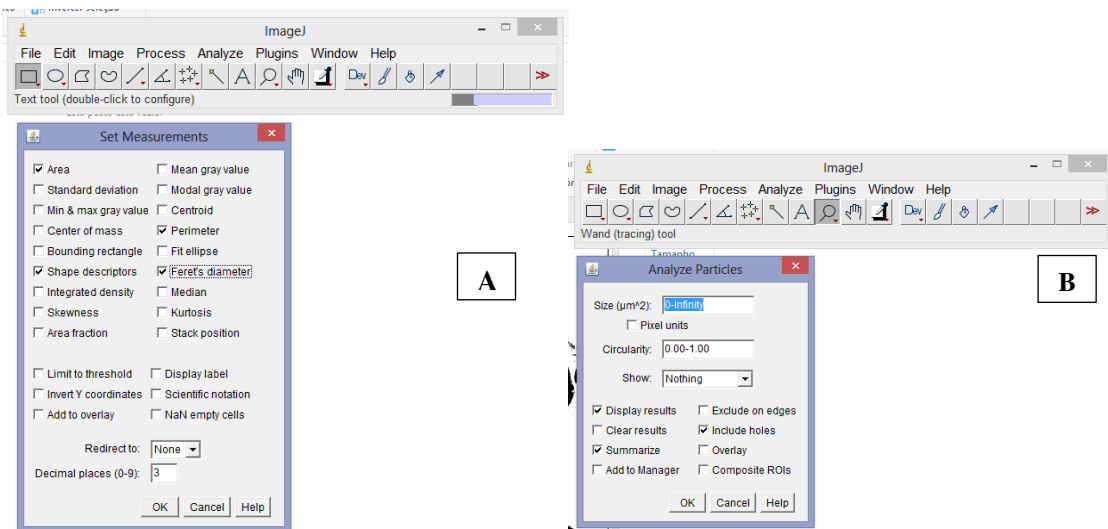 Inverter seleção
ImageJ
File Edit Image Process Analyze Plugins Window Help
Dev
Text tool (double-click to configure)
Set Measurements
Area Mean gray value
Standard deviation Modal gray value
Min & max gray value Centroid
Center of mass Perimeter
Bounding rectangle Fit ellipse
Shape descriptors Feret's diameter
Integrated density Median
Skewness Kurtosis
Area fraction Stack position
Limit to threshold Display label
Invert Y coordinates Scientific notation
Add to overlay NaN empty cells
Redirect to: None
Decimal places (0-9): 3
OK Cancel Help
A
ImageJ
File Edit Image Process Analyze Plugins Window Help
Dev
Wand (tracing) tool
Tamanho
Analyze Particles
Size (µm^2): 0-Infinity
Pixel units
Circularity: 0.00-1.00
Show: Nothing
Display results Exclude on edges
Clear results Include holes
Summarize Overlay
Add to Manager Composite ROIs
OK Cancel Help
B